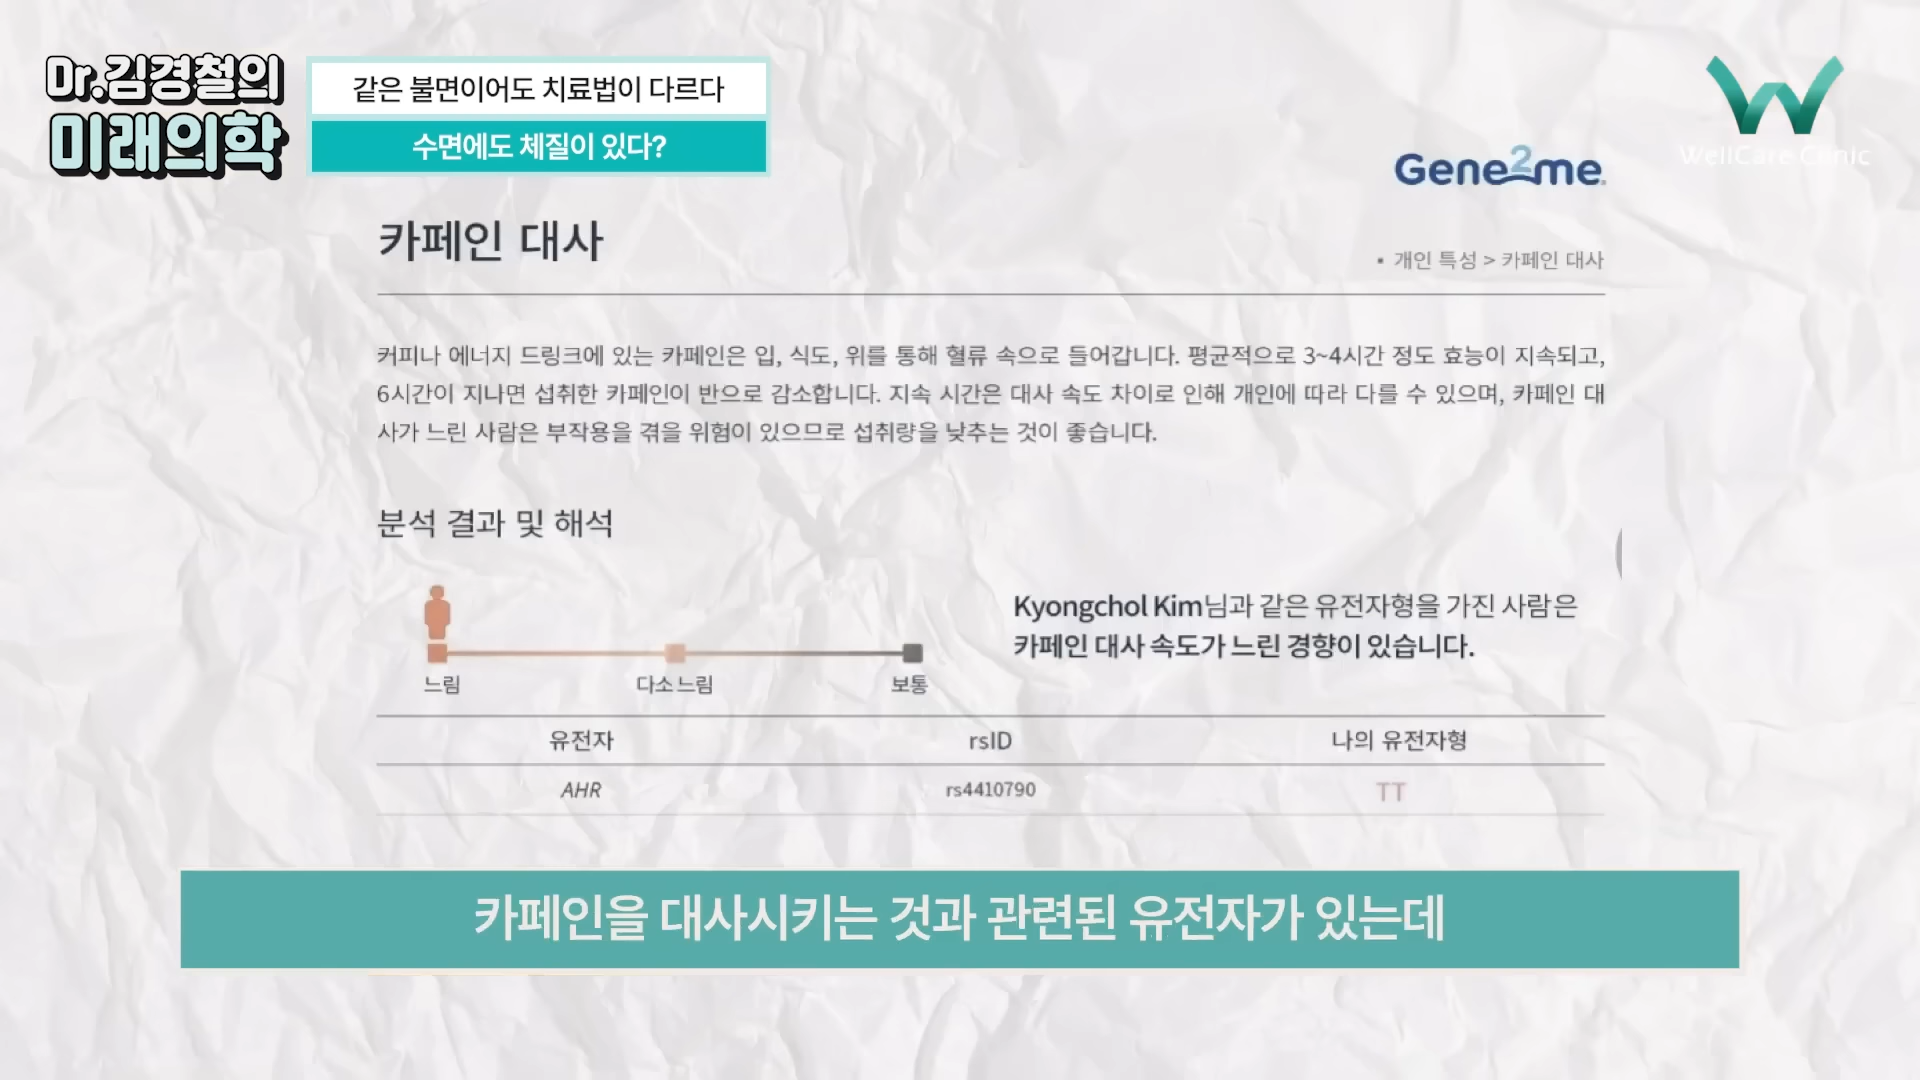 Dr.김경철의
미래의학
같은 불면이어도 치료법이 다르다
수면에도 체질이 있다?
WellCare Clinic
Gene2me
카페인 대사
▪ 개인 특성 > 카페인 대사
커피나 에너지 드링크에 있는 카페인은 입, 식도, 위를 통해 혈류 속으로 들어갑니다. 평균적으로 3~4시간 정도 효능이 지속되고,
6시간이 지나면 섭취한 카페인이 반으로 감소합니다. 지속 시간은 대사 속도 차이로 인해 개인에 따라 다를 수 있으며, 카페인 대
사가 느린 사람은 부작용을 겪을 위험이 있으므로 섭취량을 낮추는 것이 좋습니다.
분석 결과 및 해석
Kyongchol Kim님과 같은 유전자형을 가진 사람은
카페인 대사 속도가 느린 경향이 있습니다.
느림 다소 느림 보통
유전자 rsID 나의 유전자형
AHR rs4410790 TT
카페인을 대사시키는 것과 관련된 유전자가 있는데